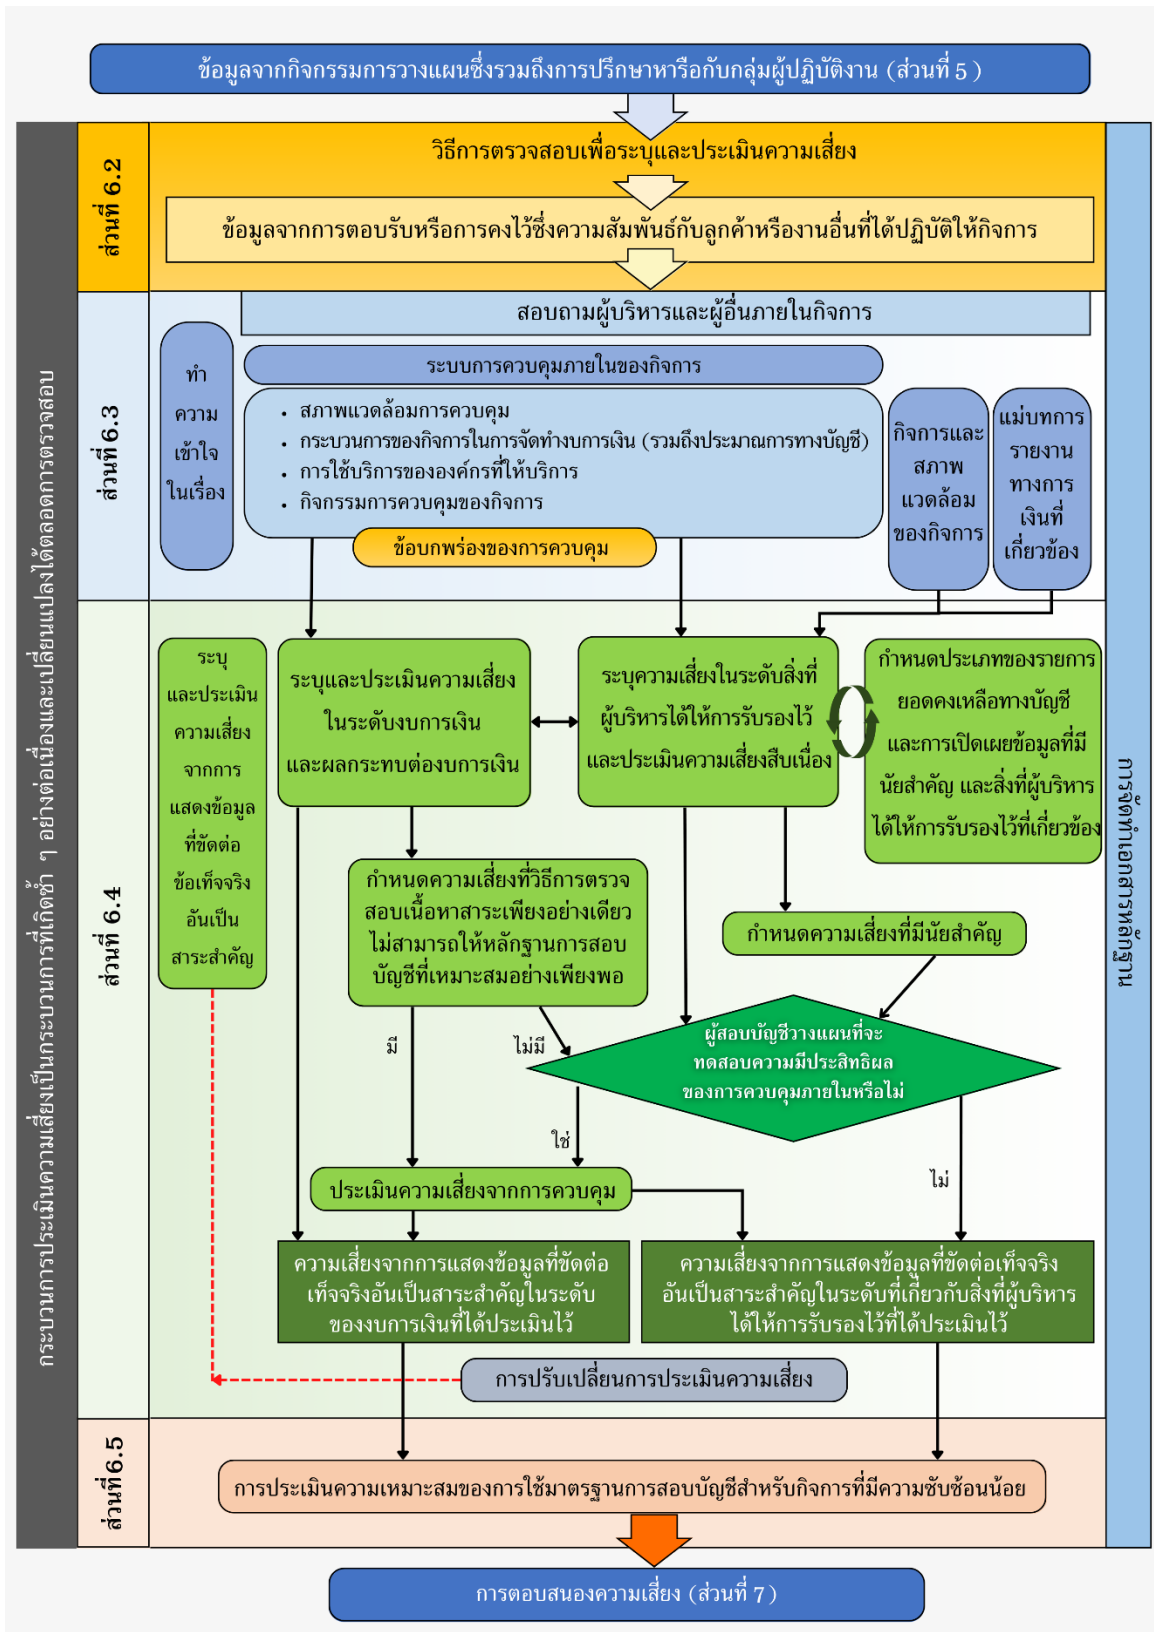 ข้อมูลจากกิจกรรมการวางแผนซึ่งรวมถึงการปรึกษาหารือกับกลุ่มผู้ปฏิบัติงาน (ส่วนที่ 5)
กระบวนการประเมินความเสี่ยงเป็นกระบวนการที่เกิดซ้ำ ๆ อย่างต่อเนื่องและเปลี่ยนแปลงได้ตลอดการตรวจสอบ
การจัดทำเอกสารหลักฐาน
ส่วนที่ 6.2
วิธีการตรวจสอบเพื่อระบุและประเมินความเสี่ยง
ข้อมูลจากการตอบรับหรือการคงไว้ซึ่งความสัมพันธ์กับลูกค้าหรืองานอื่นที่ได้ปฏิบัติให้กิจการ
ส่วนที่ 6.3
สอบถามผู้บริหารและผู้อื่นภายในกิจการ
ทำ
ความ
เข้าใจ
ในเรื่อง
ระบบการควบคุมภายในของกิจการ
• สภาพแวดล้อมการควบคุม
• กระบวนการของกิจการในการจัดทำงบการเงิน (รวมถึงประมาณการทางบัญชี)
• การใช้บริการขององค์กรที่ให้บริการ
• กิจกรรมการควบคุมของกิจการ
ข้อบกพร่องของการควบคุม
กิจการและ
สภาพ
แวดล้อม
ของกิจการ
แม่บทการ
รายงาน
ทางการ
เงินที่
เกี่ยวข้อง
ส่วนที่ 6.4
ระบุ
และประเมิน
ความเสี่ยง
จากการ
แสดงข้อมูล
ที่ขัดต่อ
ข้อเท็จจริง
อันเป็น
สาระสำคัญ
ระบุและประเมินความเสี่ยง
ในระดับงบการเงิน
และผลกระทบต่องบการเงิน
ระบุความเสี่ยงในระดับสิ่งที่
ผู้บริหารได้ให้การรับรองไว้
และประเมินความเสี่ยงสืบเนื่อง
กำหนดประเภทของรายการ
ยอดคงเหลือทางบัญชี
และการเปิดเผยข้อมูลที่มี
นัยสำคัญ และสิ่งที่ผู้บริหาร
ได้ให้การรับรองไว้ที่เกี่ยวข้อง
กำหนดความเสี่ยงที่วิธีการตรวจ
สอบเนื้อหาสาระเพียงอย่างเดียว
ไม่สามารถให้หลักฐานการสอบ
บัญชีที่เหมาะสมอย่างเพียงพอ
กำหนดความเสี่ยงที่มีนัยสำคัญ
มี
ไม่มี
ผู้สอบบัญชีวางแผนที่จะ
ทดสอบความมีประสิทธิผล
ของการควบคุมภายในหรือไม่
ใช่
ไม่
ประเมินความเสี่ยงจากการควบคุม
ความเสี่ยงจากการแสดงข้อมูลที่ขัดต่อ
เท็จจริงอันเป็นสาระสำคัญในระดับ
ของงบการเงินที่ได้ประเมินไว้
ความเสี่ยงจากการแสดงข้อมูลที่ขัดต่อเท็จจริง
อันเป็นสาระสำคัญในระดับที่เกี่ยวกับสิ่งที่ผู้บริหาร
ได้ให้การรับรองไว้ที่ได้ประเมินไว้
การปรับเปลี่ยนการประเมินความเสี่ยง
ส่วนที่6.5
การประเมินความเหมาะสมของการใช้มาตรฐานการสอบบัญชีสำหรับกิจการที่มีความซับซ้อนน้อย
การตอบสนองความเสี่ยง (ส่วนที่ 7)